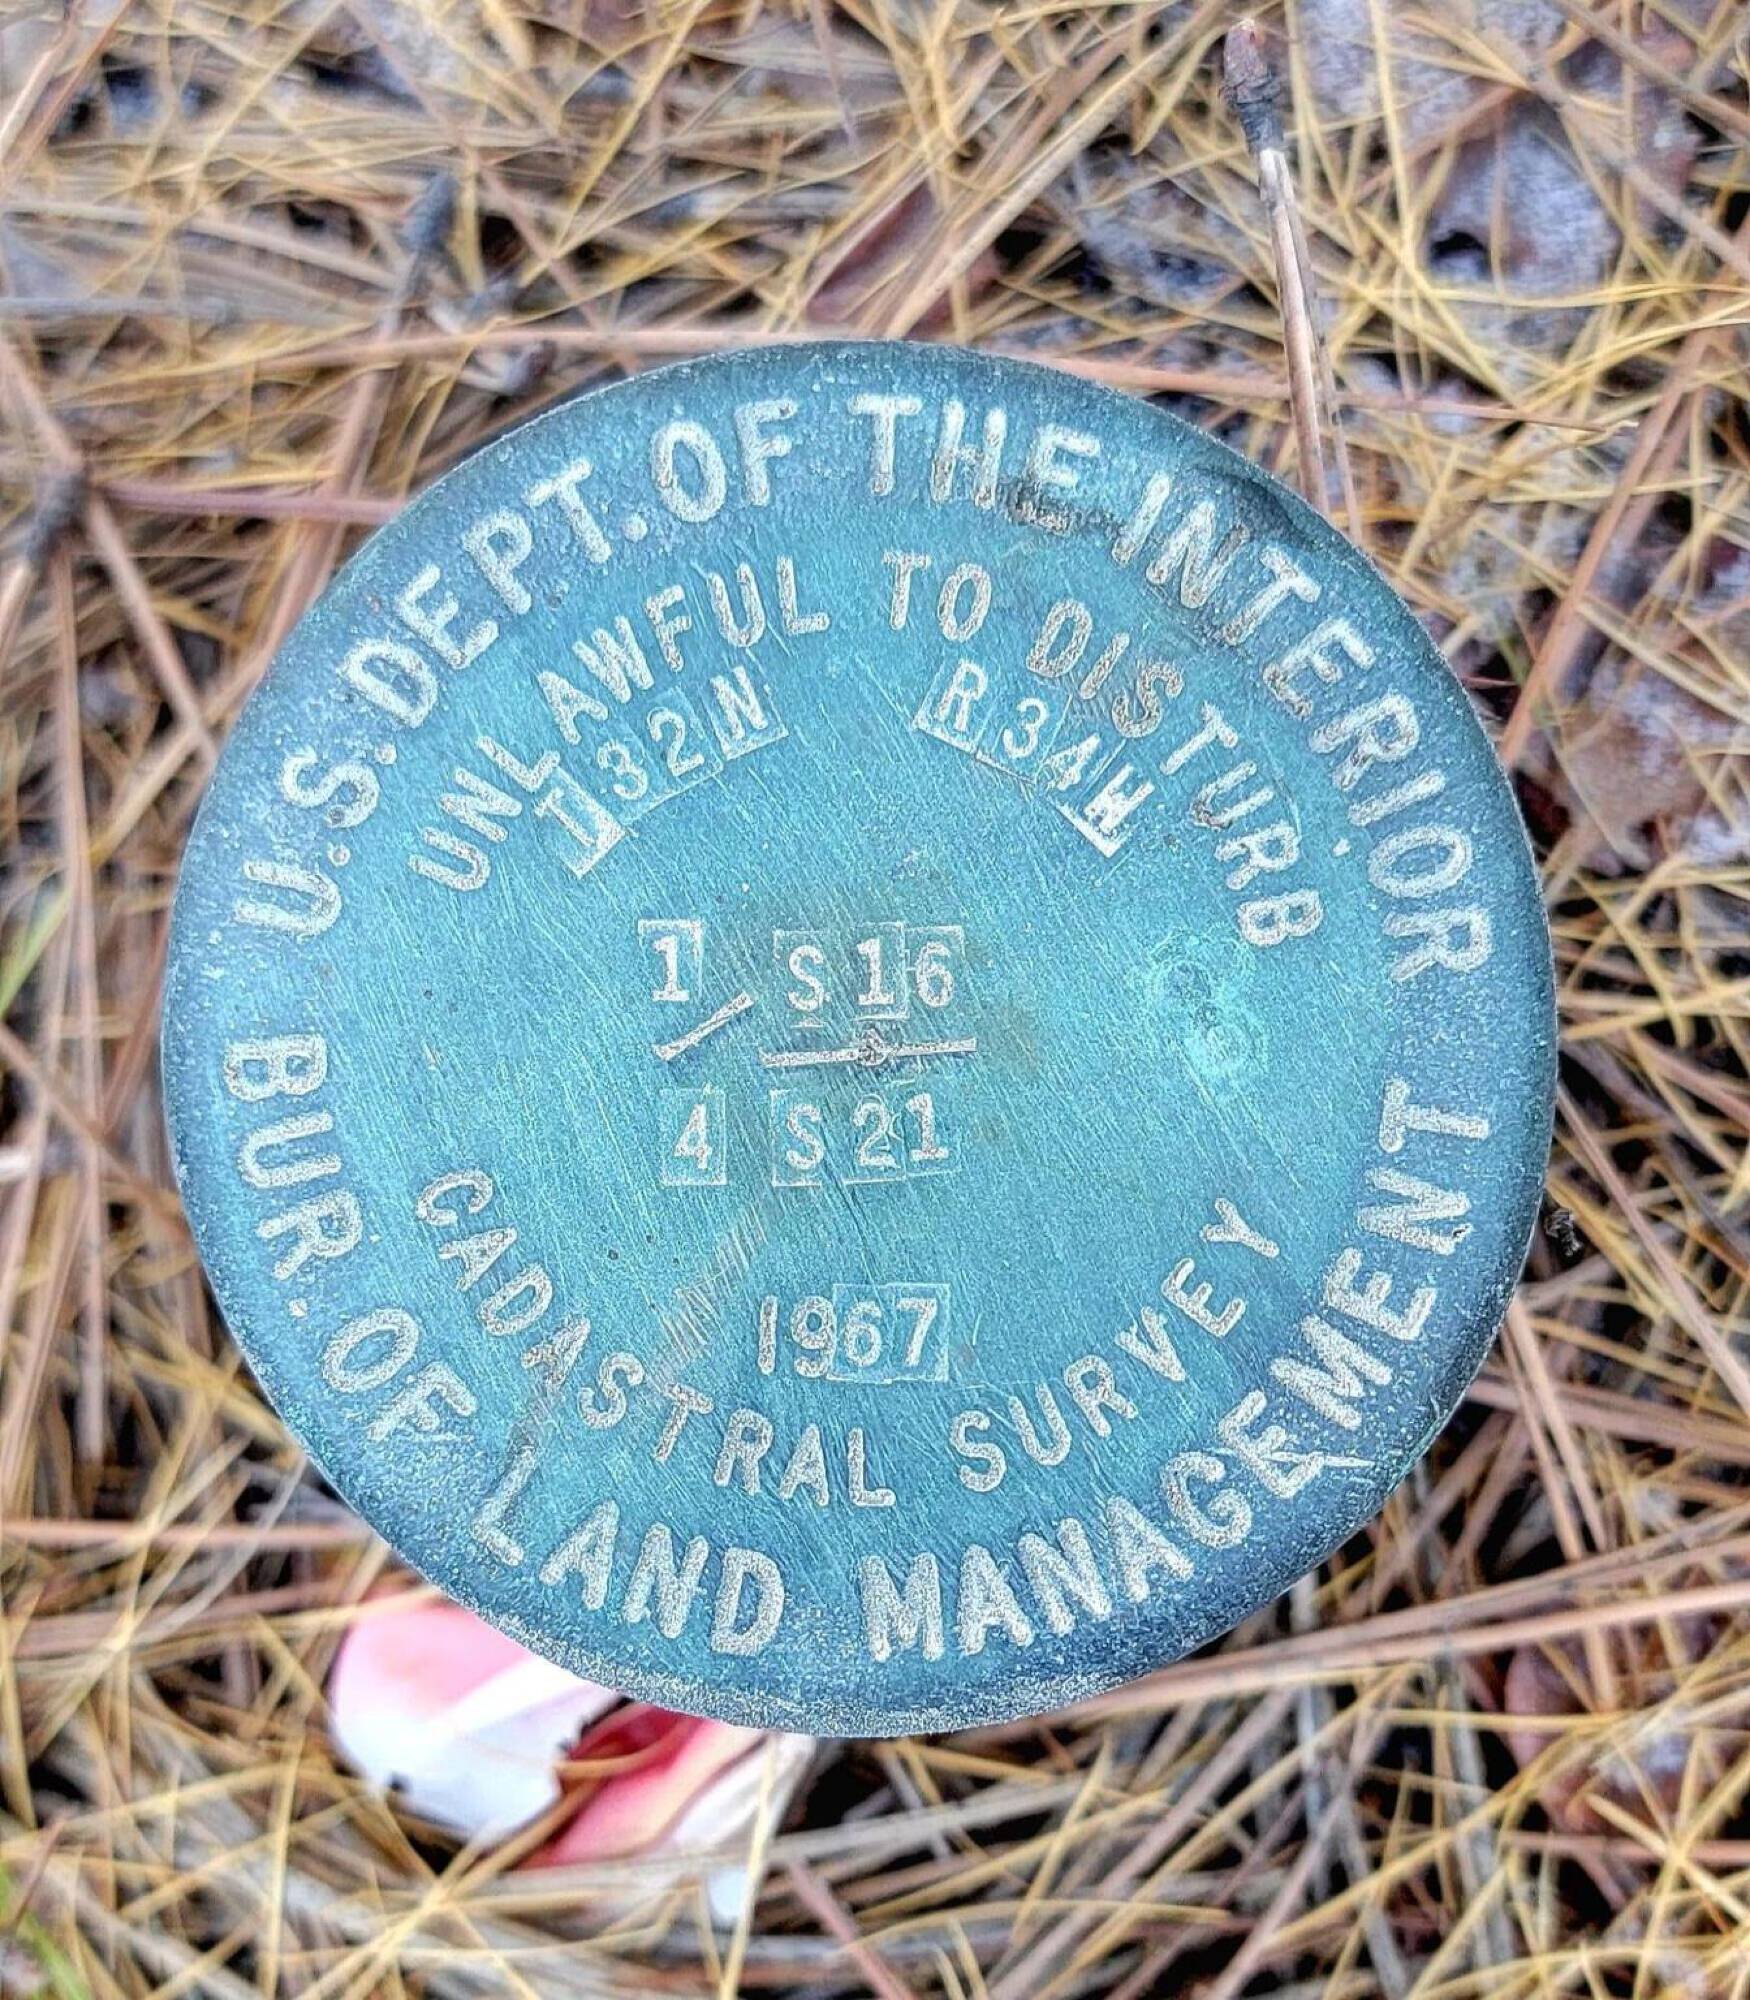 U.S.DEPT.OF THE INTERIOR
UNLAWFUL TO DISTURB
T32N R34W
1/4 S16
S21
1967
CADASTRAL SURVEY
BUR. OF LAND MANAGEMENT